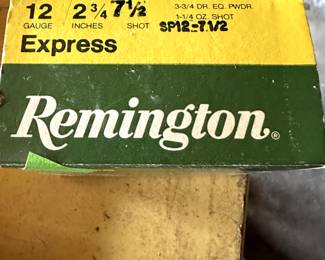 12 2 3/4 7 1/2 3-3/4 DR. EQ. PWDR.
GAUGE INCHES SHOT 1-1/4 OZ. SHOT
SP12-7.1/2
Express
Remington®